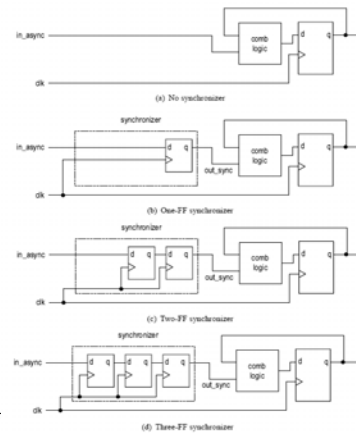 comb
logic
d q
in_async
clk
(a) No synchronizer
synchronizer
in_async
d q
comb
logic
d q
out_sync
clk
(b) One-FF synchronizer
synchronizer
in_async
d q
d q
comb
logic
d q
out_sync
clk
(c) Two-FF synchronizer
synchronizer
in_async
d q
d q
d q
comb
logic
d q
out_sync
clk
(d) Three-FF synchronizer